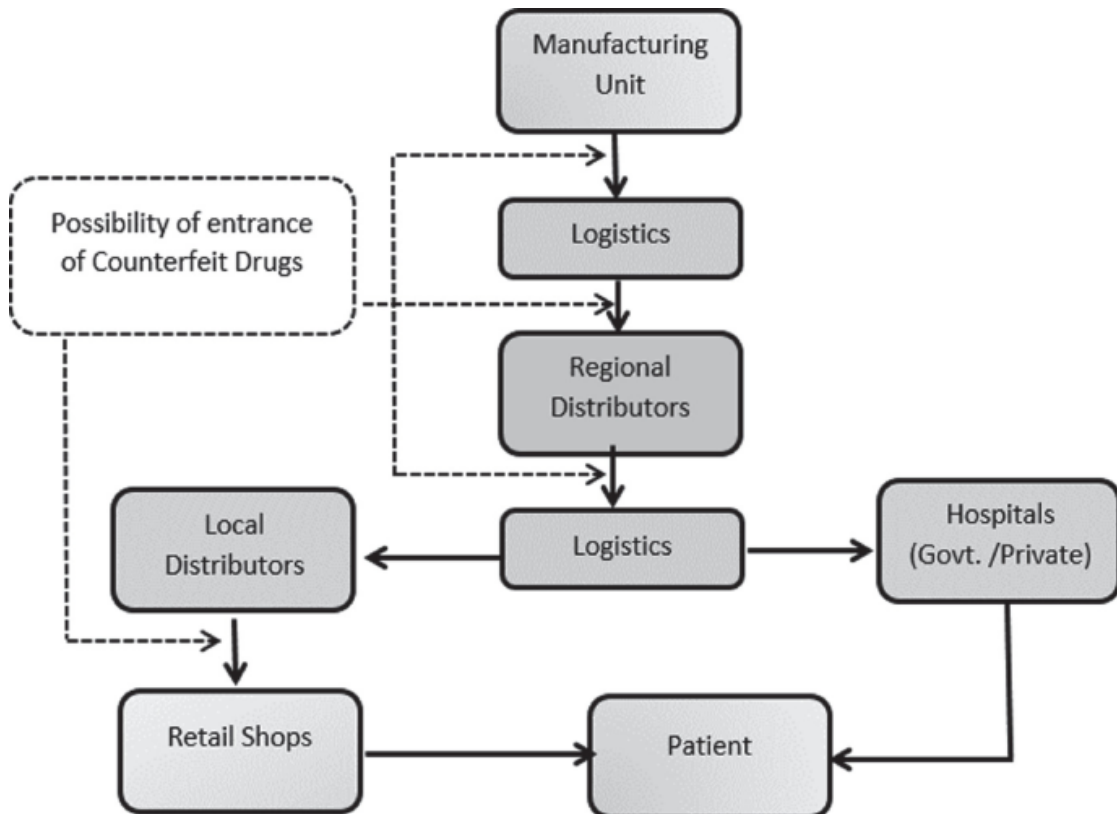 Manufacturing
Unit
Possibility of entrance
of Counterfeit Drugs
Logistics
Regional
Distributors
Local
Distributors
Logistics
Hospitals
(Govt. /Private)
Retail Shops
Patient